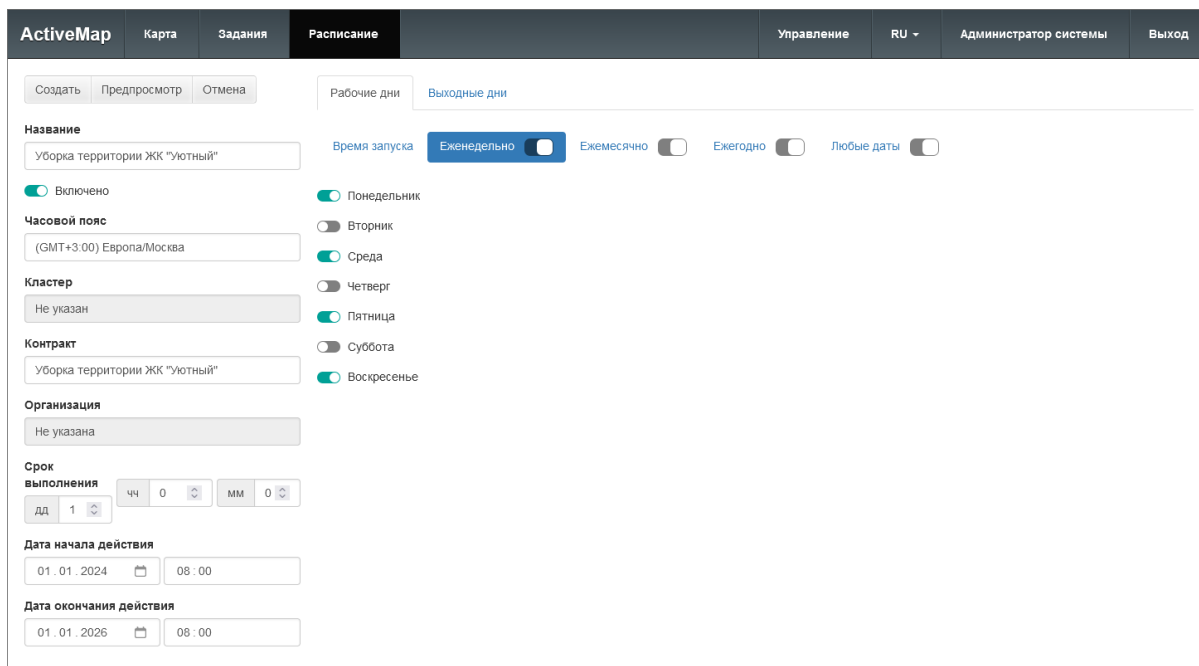 ActiveMap Карта Задания Расписание Управление RU Администратор системы Выход
Создать Предпросмотр Отмена
Название
Уборка территории ЖК "Уютный"
Включено
Часовой пояс
(GMT+3:00) Европа/Москва
Кластер
Не указан
Контракт
Уборка территории ЖК "Уютный"
Организация
Не указана
Срок
выполнения
дд 1 чч 0 мм 0
Дата начала действия
01.01.2024 08:00
Дата окончания действия
01.01.2026 08:00
Рабочие дни Выходные дни
Время запуска Еженедельно Ежемесячно Ежегодно Любые даты
Понедельник
Вторник
Среда
Четверг
Пятница
Суббота
Воскресенье